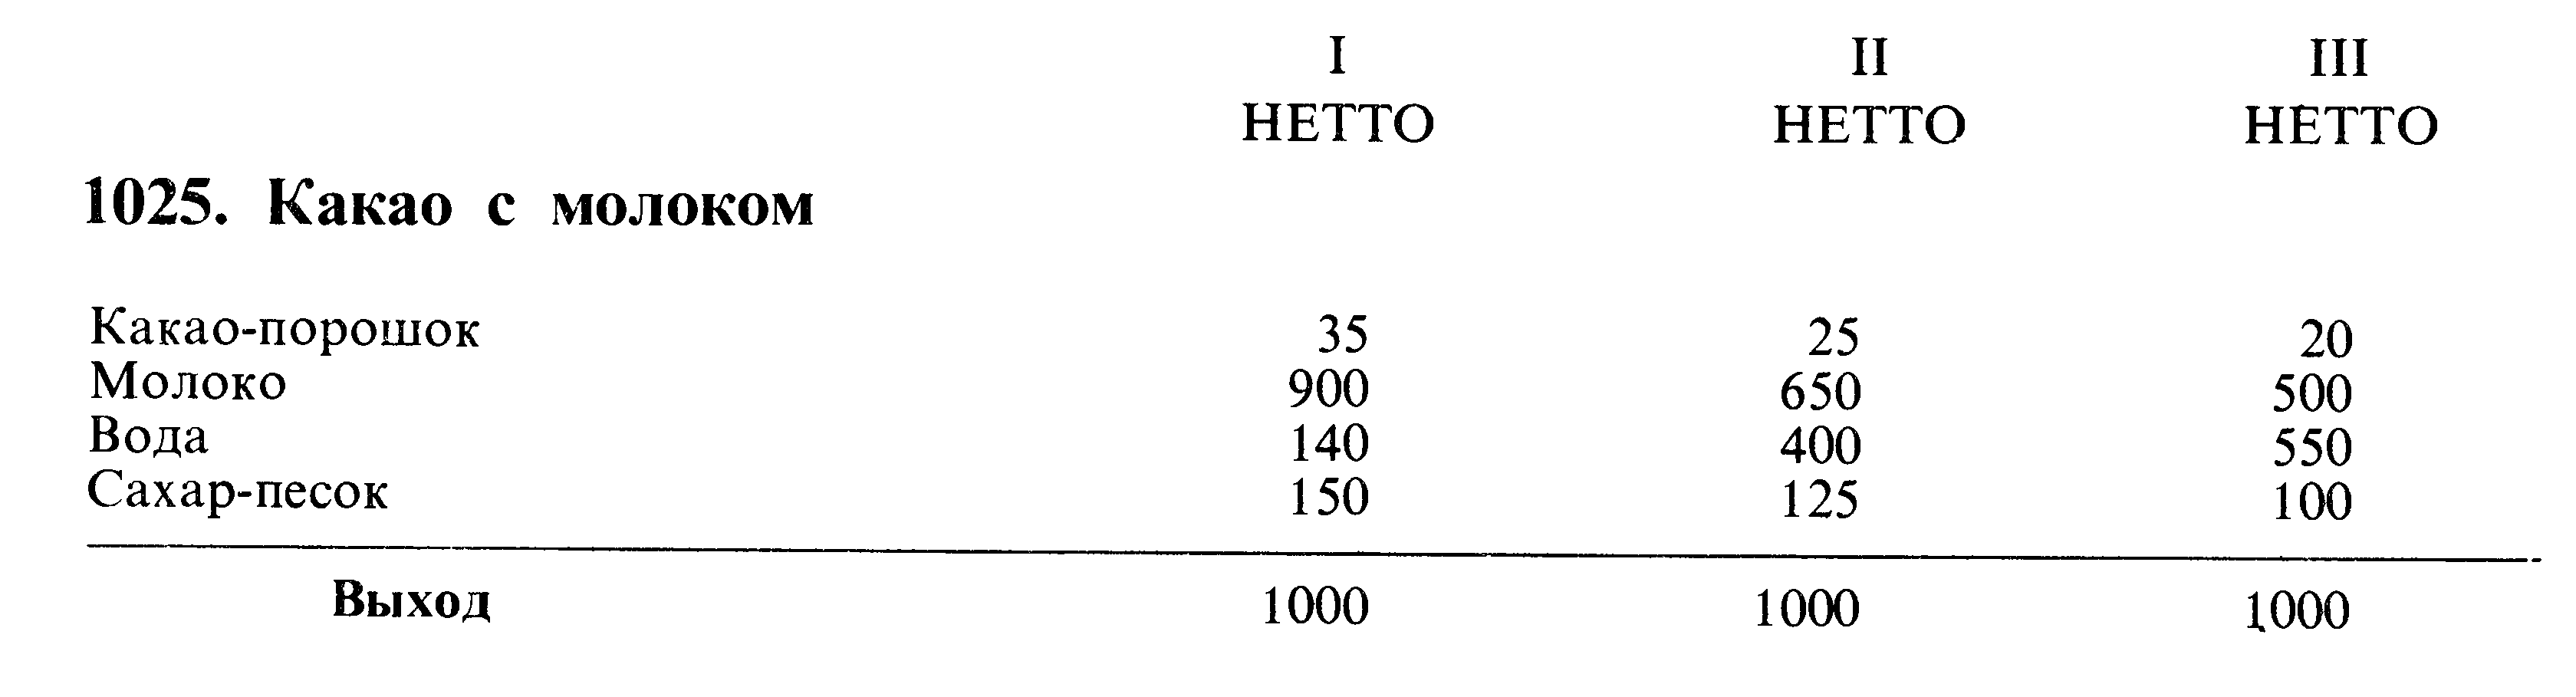 I II III
НЕТТО НЕТТО НЕТТО
1025. Какао с молоком
Какао-порошок 35 25 20
Молоко 900 650 500
Вода 140 400 550
Сахар-песок 150 125 100
Выход 1000 1000 1000